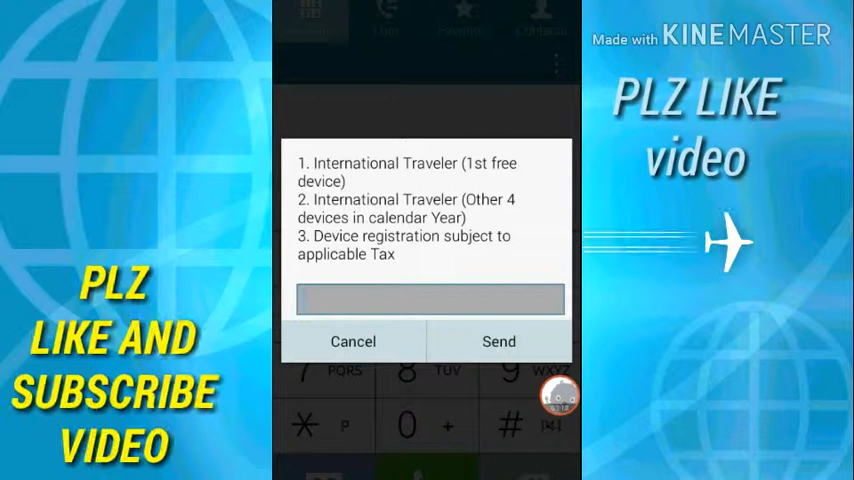 Made with KINEMASTER
PLZ LIKE
video
1. International Traveler (1st free
device)
2. International Traveler (Other 4
devices in calendar Year)
3. Device registration subject to
applicable Tax
Cancel
Send
PLZ
LIKE AND
SUBSCRIBE
VIDEO
7 PQRS
8 TUV
9 WXYZ
* P
0 +
#